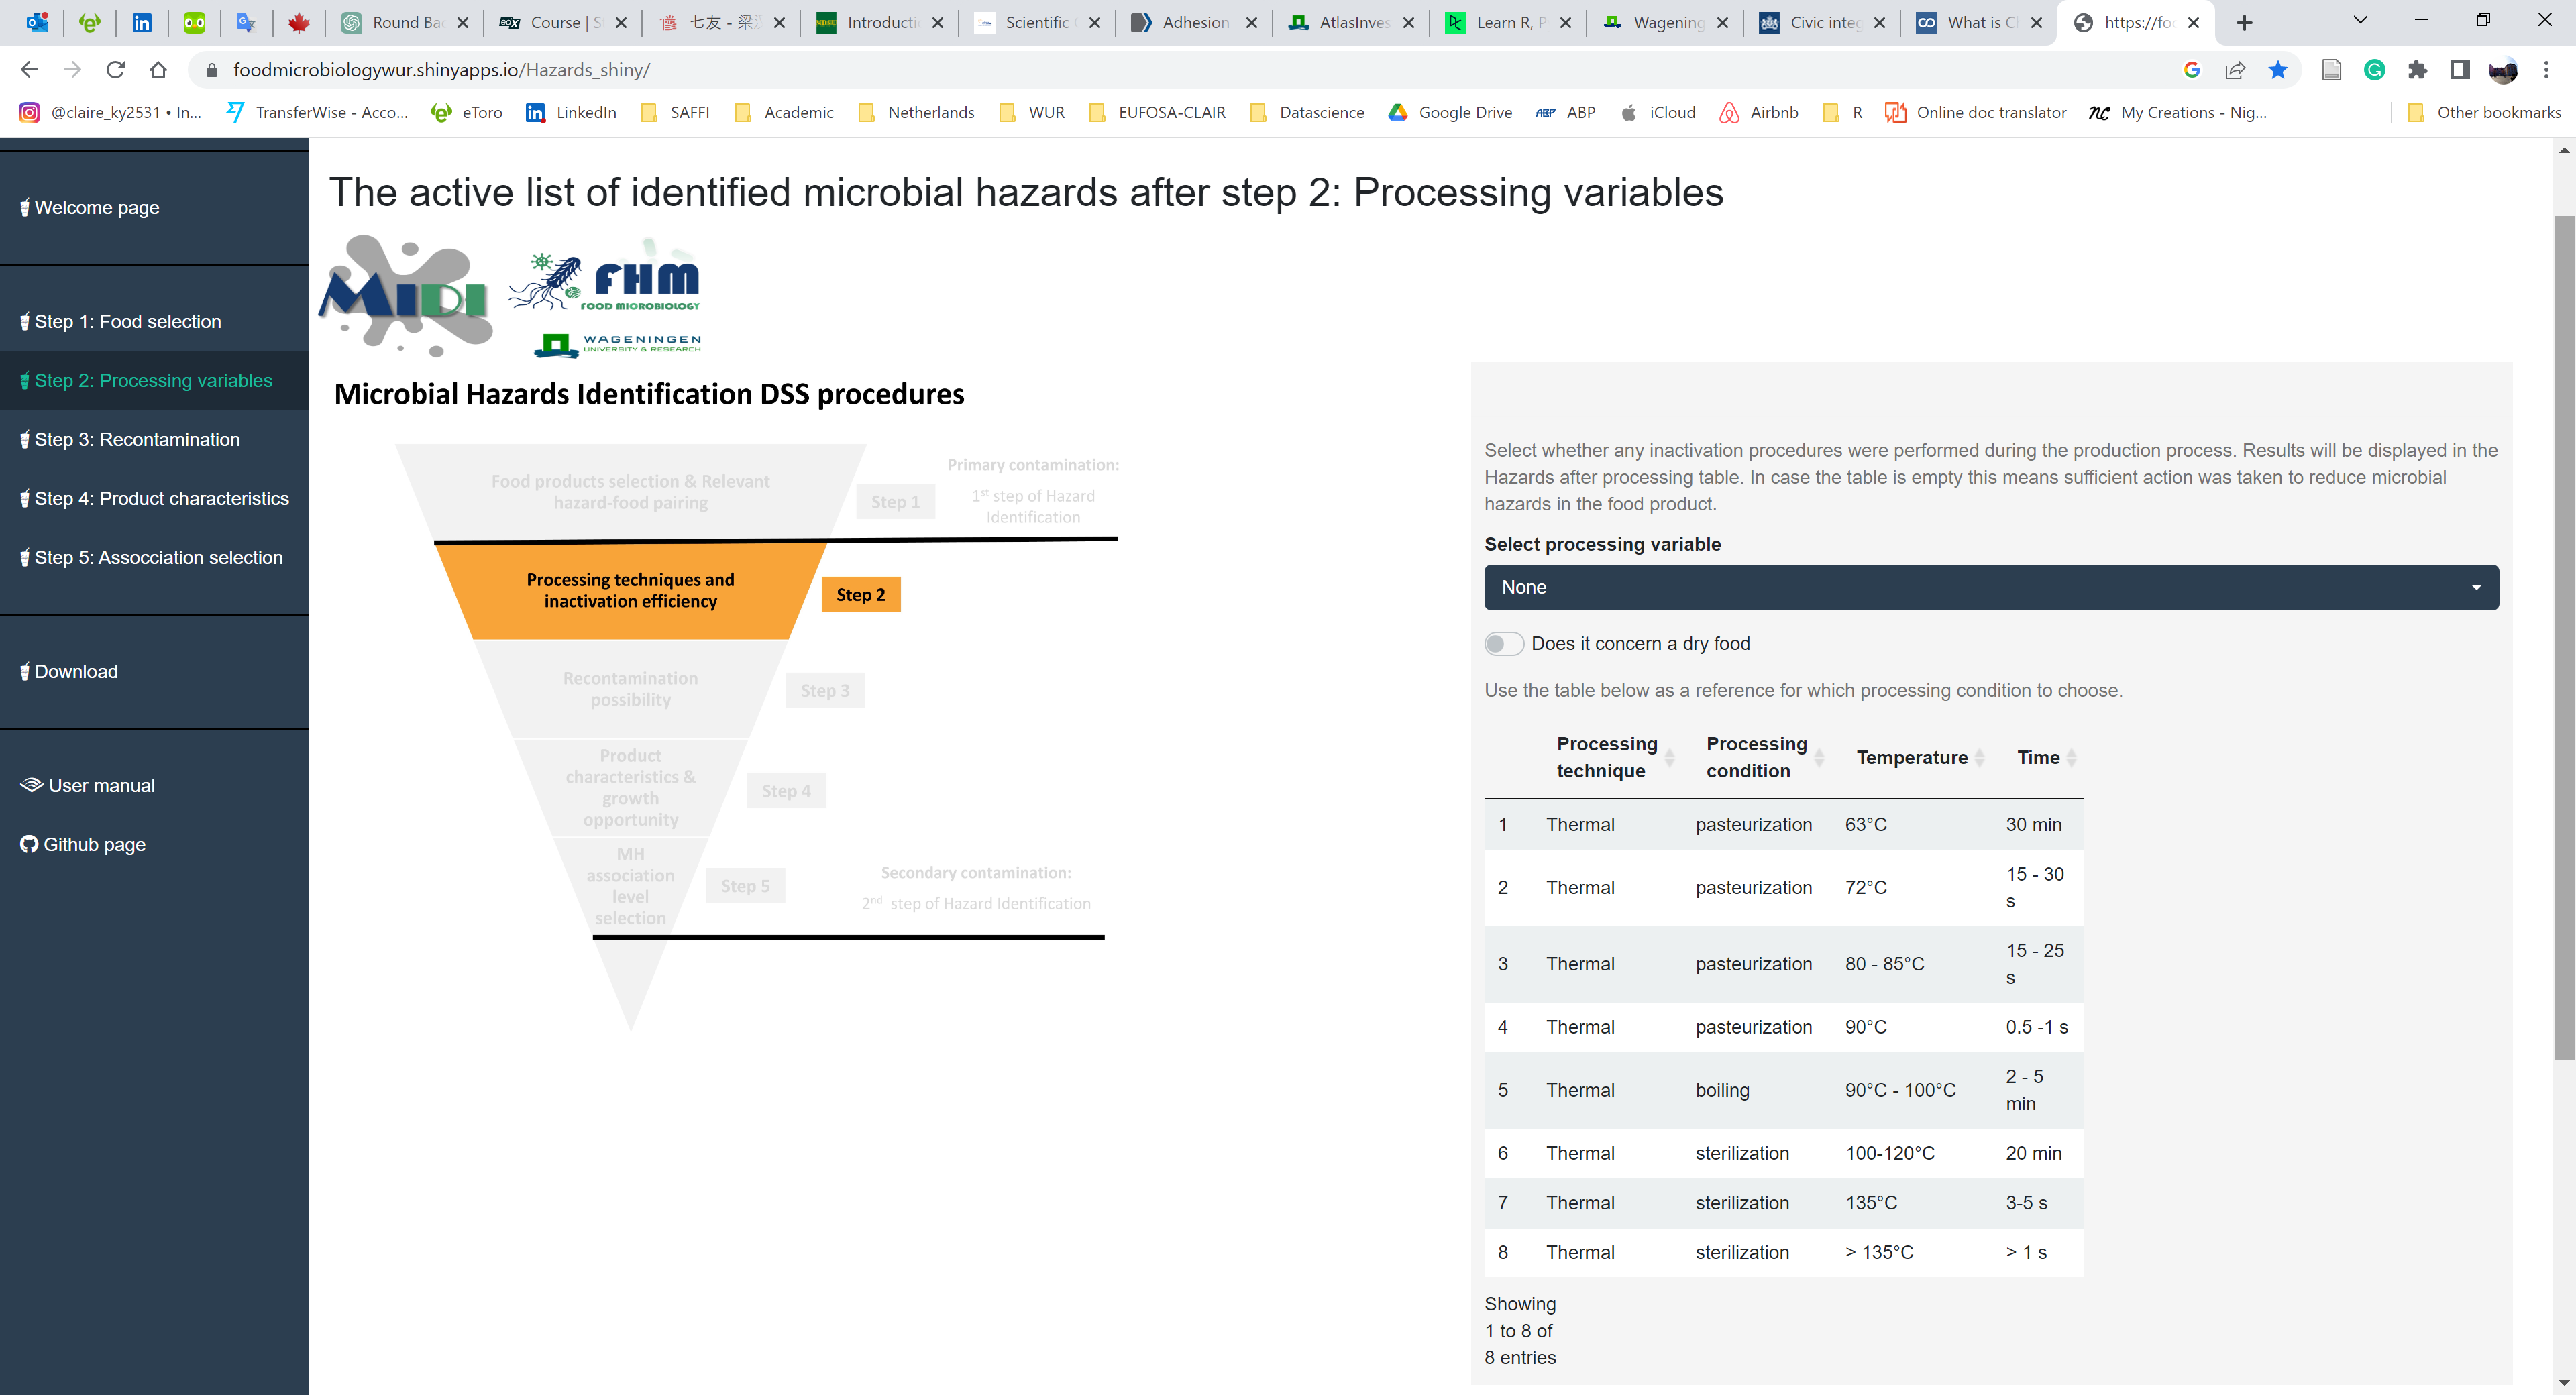 Round Bac
edX
Course | S
七友 - 梁汉
NDSU
Introducti
Scientific
Adhesion
AtlasInves
Learn R, P
Wagening
Civic integ
What is Cl
https://foo
foodmicrobiologywur.shinyapps.io/Hazards_shiny/
@claire_ky2531 • In...
TransferWise - Acco...
eToro
LinkedIn
SAFFI
Academic
Netherlands
WUR
EUFOSA-CLAIR
Datascience
Google Drive
ABP
ABP
iCloud
Airbnb
R
Online doc translator
My Creations - Nig...
Other bookmarks
Welcome page
Step 1: Food selection
Step 2: Processing variables
Step 3: Recontamination
Step 4: Product characteristics
Step 5: Assocciation selection
Download
User manual
Github page
The active list of identified microbial hazards after step 2: Processing variables
MIDI
FHM
FOOD MICROBIOLOGY
WAGENINGEN
UNIVERSITY & RESEARCH
Microbial Hazards Identification DSS procedures
Food products selection & Relevant
hazard-food pairing
Step 1
Primary contamination:
1st step of Hazard
Identification
Processing techniques and
inactivation efficiency
Step 2
Recontamination
possibility
Step 3
Product
characteristics &
growth
opportunity
Step 4
MH
association
level
selection
Step 5
Secondary contamination:
2nd step of Hazard Identification
Select whether any inactivation procedures were performed during the production process. Results will be displayed in the
Hazards after processing table. In case the table is empty this means sufficient action was taken to reduce microbial
hazards in the food product.
Select processing variable
None
Does it concern a dry food
Use the table below as a reference for which processing condition to choose.
Processing technique Processing condition Temperature Time
1 Thermal pasteurization 63°C 30 min
2 Thermal pasteurization 72°C 15 - 30 s
3 Thermal pasteurization 80 - 85°C 15 - 25 s
4 Thermal pasteurization 90°C 0.5 -1 s
5 Thermal boiling 90°C - 100°C 2 - 5 min
6 Thermal sterilization 100-120°C 20 min
7 Thermal sterilization 135°C 3-5 s
8 Thermal sterilization > 135°C > 1 s
Showing
1 to 8 of
8 entries